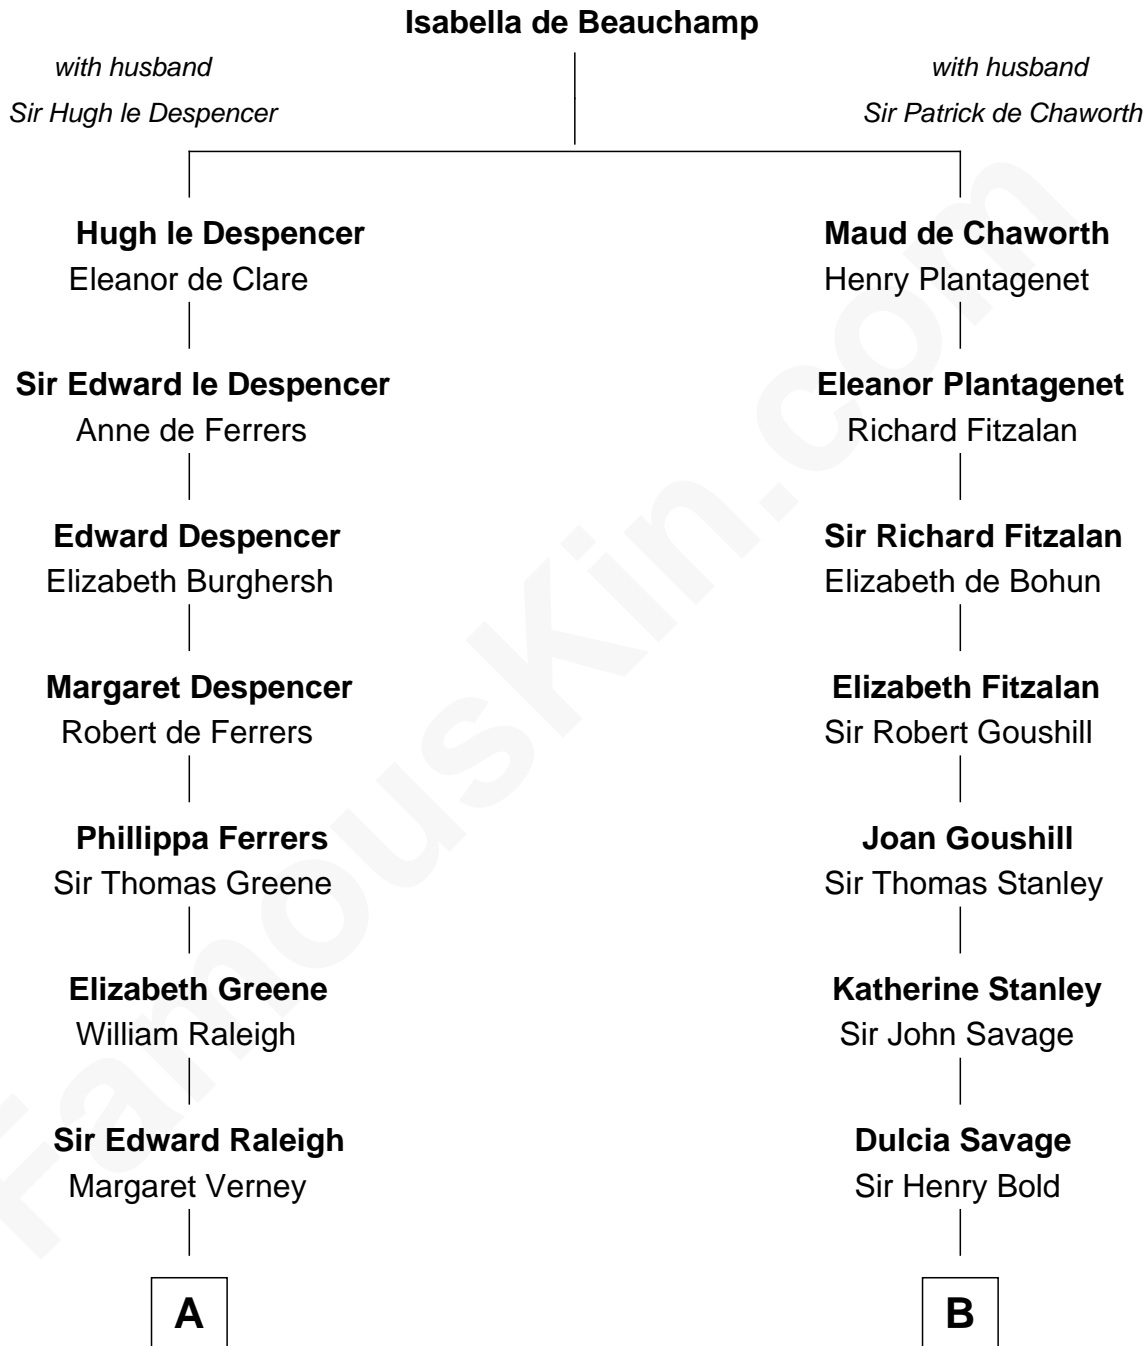 Isabella de Beauchamp
with husband
Sir Hugh le Despencer
with husband
Sir Patrick de Chaworth
Hugh le Despencer
Eleanor de Clare
Maud de Chaworth
Henry Plantagenet
Sir Edward le Despencer
Anne de Ferrers
Eleanor Plantagenet
Richard Fitzalan
Edward Despencer
Elizabeth Burghersh
Sir Richard Fitzalan
Elizabeth de Bohun
Margaret Despencer
Robert de Ferrers
Elizabeth Fitzalan
Sir Robert Goushill
Phillippa Ferrers
Sir Thomas Greene
Joan Goushill
Sir Thomas Stanley
Elizabeth Greene
William Raleigh
Katherine Stanley
Sir John Savage
Sir Edward Raleigh
Margaret Verney
Dulcia Savage
Sir Henry Bold
A
B
FamousKin.com